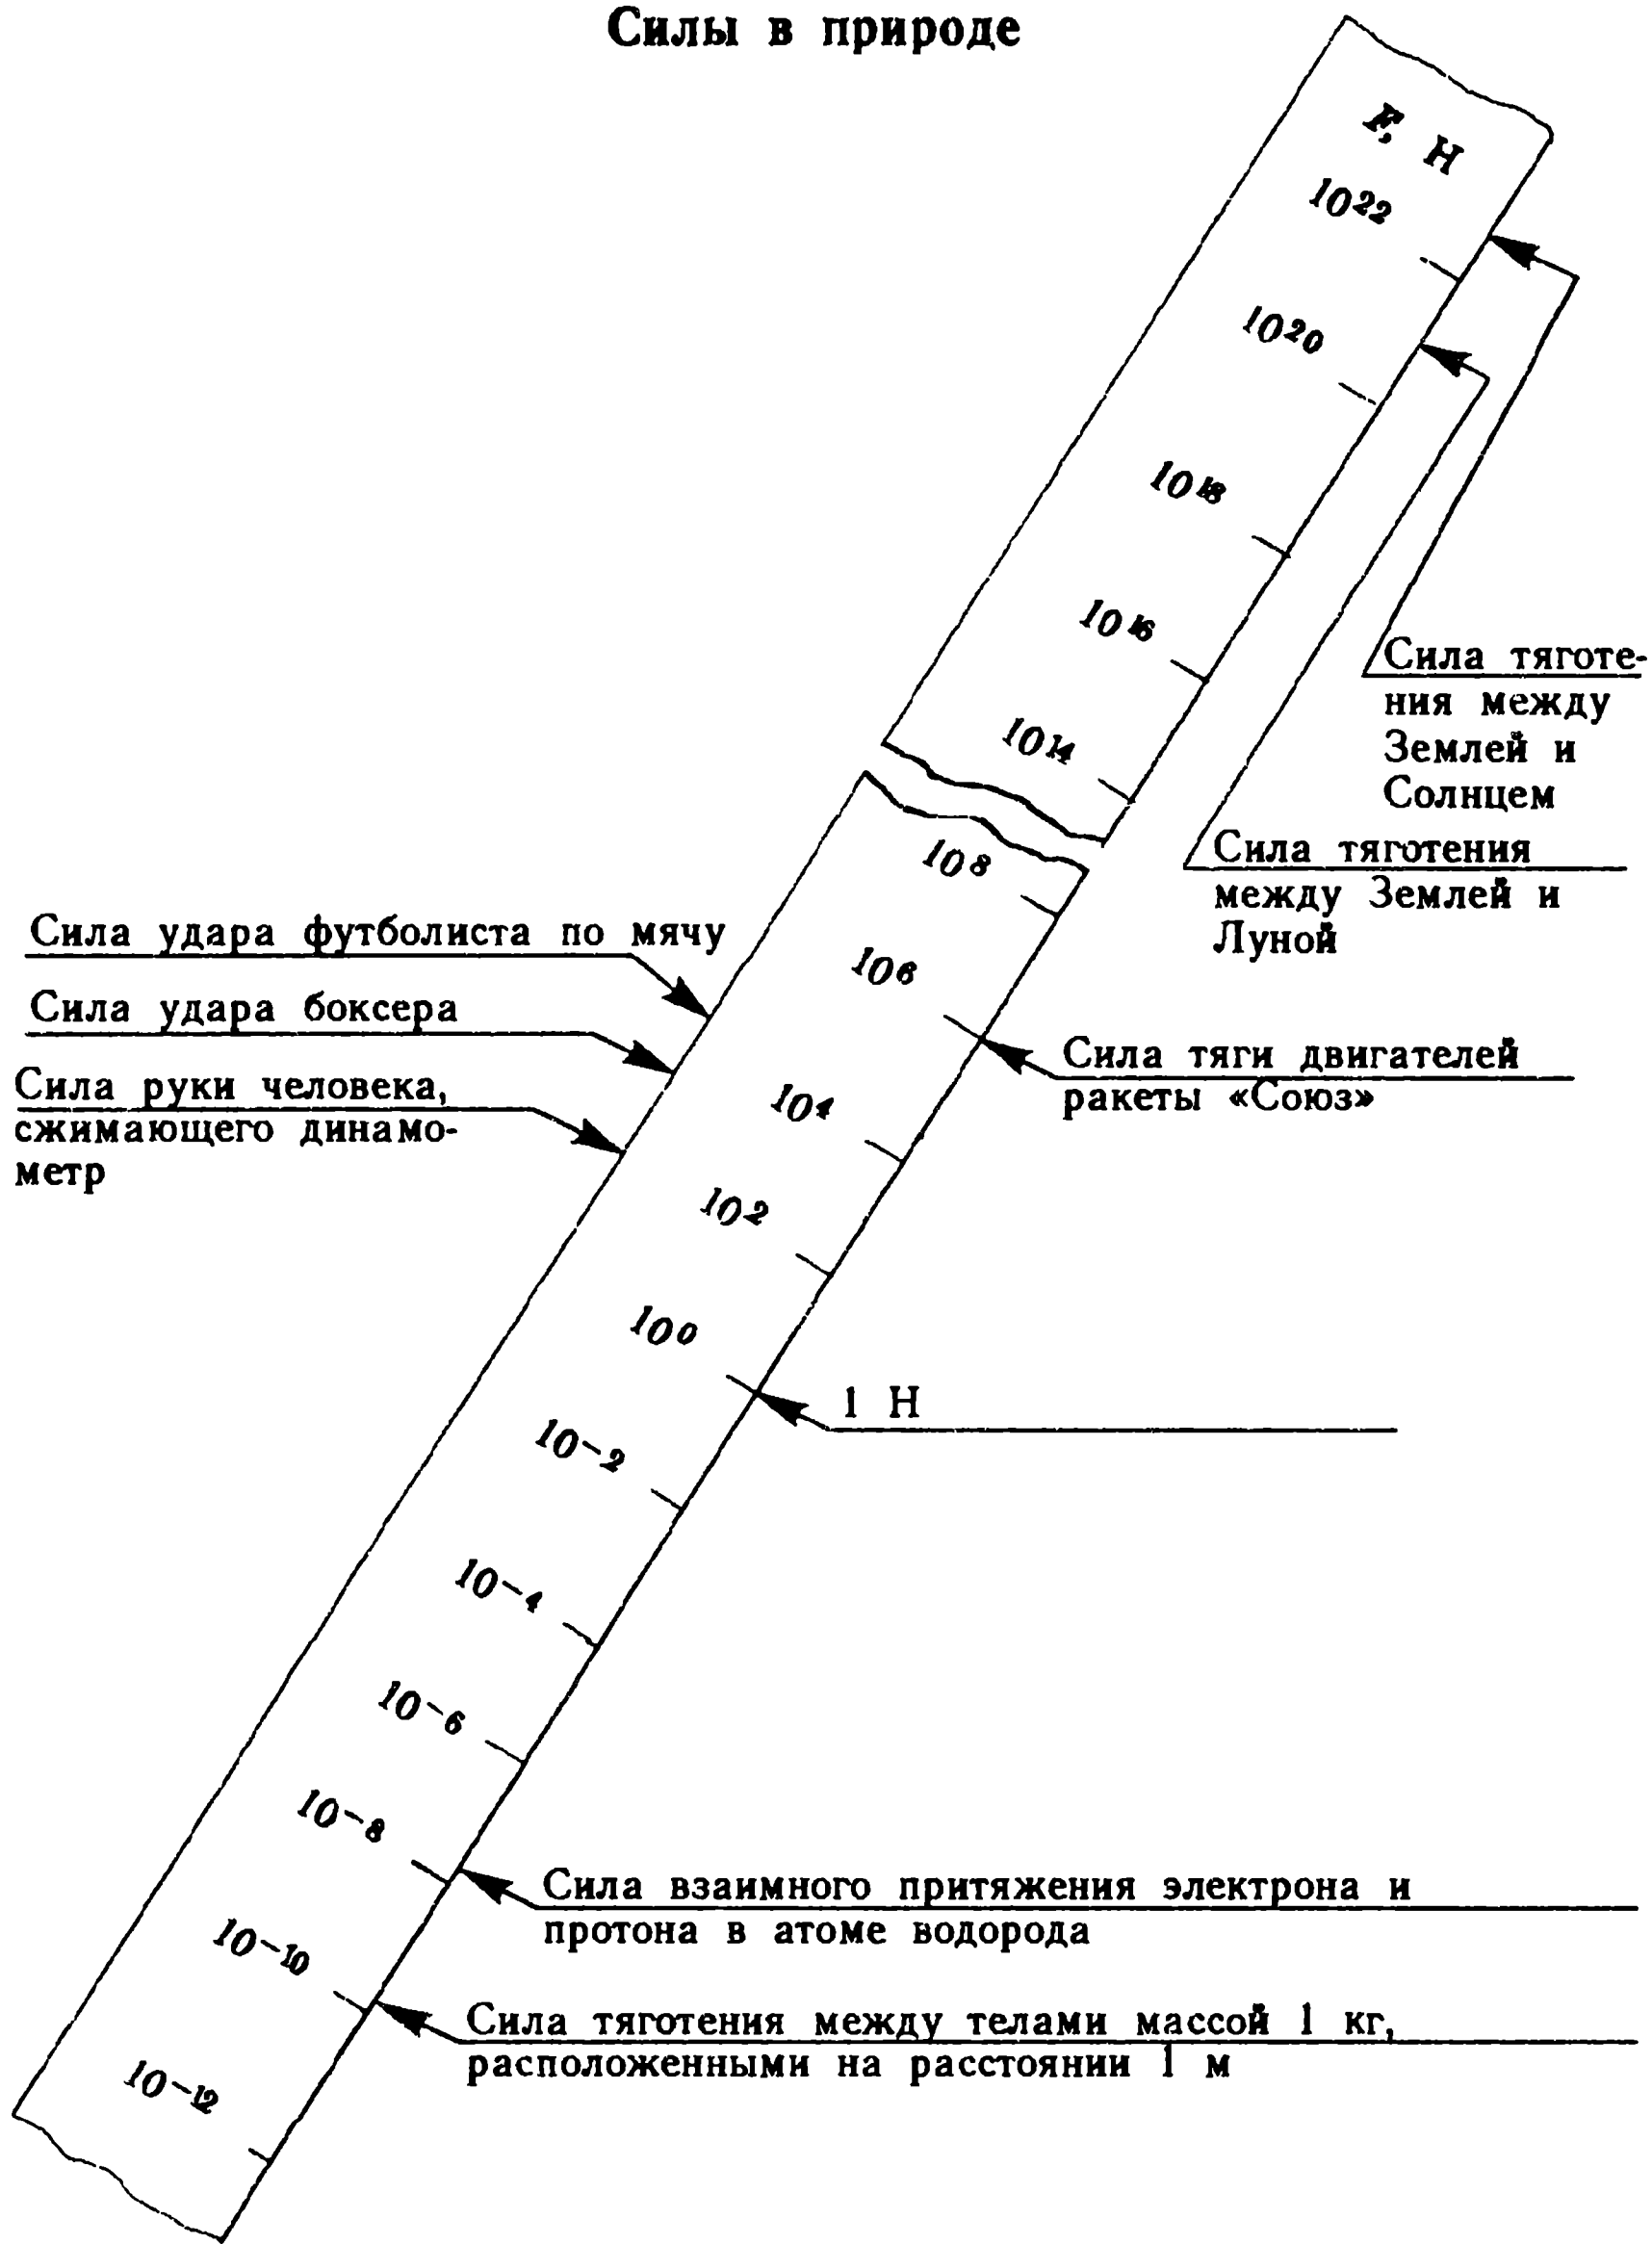 Силы в природе
F, Н
10²²
10²⁰
10¹⁸
10¹⁶
10¹⁴
Сила тяготе-
ния между
Землей и
Солнцем
Сила тяготения
между Землей и
Луной
10⁸
10⁶
10⁴
10²
10⁰
10⁻²
10⁻⁴
10⁻⁶
10⁻⁸
10⁻¹⁰
10⁻¹²
Сила удара футболиста по мячу
Сила удара боксера
Сила руки человека,
сжимающего динамо-
метр
Сила тяги двигателей
ракеты «Союз»
1 Н
Сила взаимного притяжения электрона и
протона в атоме водорода
Сила тяготения между телами массой 1 кг,
расположенными на расстоянии 1 м